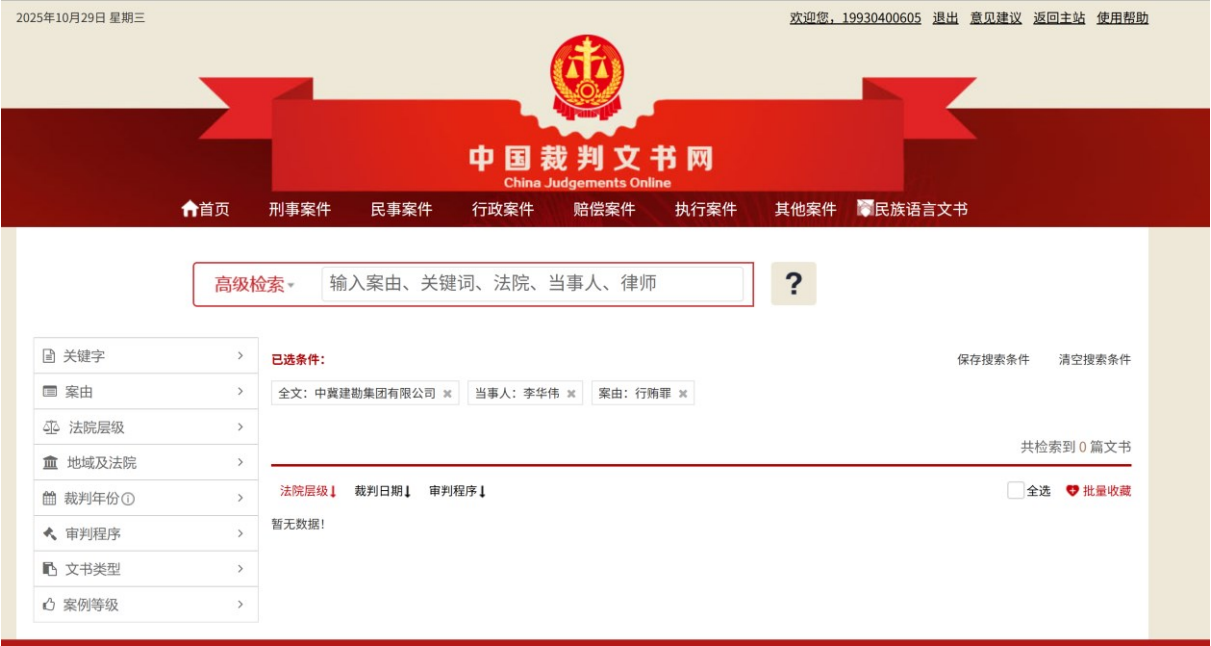 2025年10月29日 星期三
欢迎您，19930400605 退出 意见建议 返回主站 使用帮助
中国裁判文书网
China Judgements Online
首页 刑事案件 民事案件 行政案件 赔偿案件 执行案件 其他案件 民族语言文书
高级检索 输入案由、关键词、法院、当事人、律师 ?
关键字
案由
法院层级
地域及法院
裁判年份
审判程序
文书类型
案例等级
已选条件： 保存搜索条件 清空搜索条件
全文：中冀建勘集团有限公司 × 当事人：李华伟 × 案由：行贿罪 ×
共检索到 0 篇文书
法院层级 裁判日期 审判程序 全选 批量收藏
暂无数据!